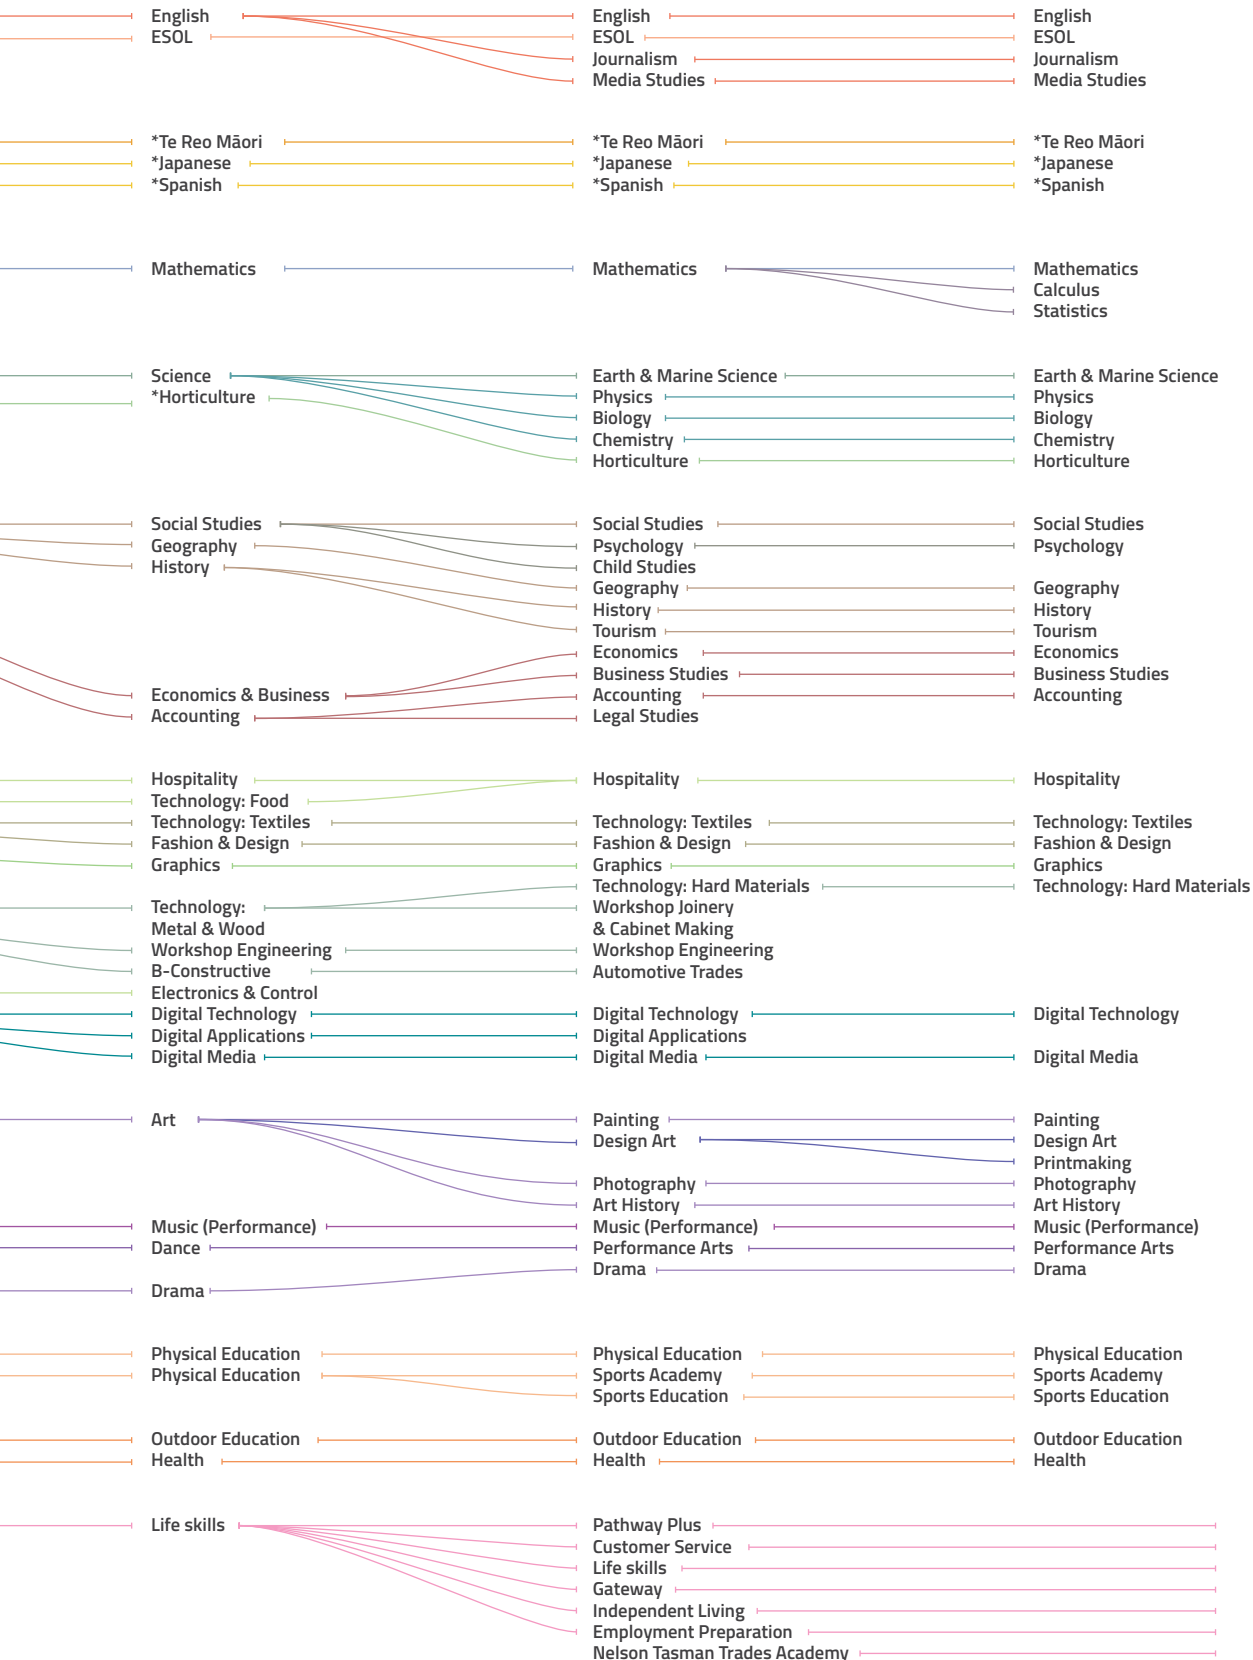 English English English
ESOL ESOL ESOL
Journalism Journalism
Media Studies Media Studies
*Te Reo Māori *Te Reo Māori *Te Reo Māori
*Japanese *Japanese *Japanese
*Spanish *Spanish *Spanish
Mathematics Mathematics Mathematics
Calculus
Statistics
Science Earth & Marine Science Earth & Marine Science
*Horticulture Physics Physics
Biology Biology
Chemistry Chemistry
Horticulture Horticulture
Social Studies Social Studies Social Studies
Geography Psychology Psychology
History Child Studies
Geography Geography
History History
Tourism Tourism
Economics Economics
Business Studies Business Studies
Economics & Business Accounting Accounting
Accounting Legal Studies
Hospitality Hospitality Hospitality
Technology: Food
Technology: Textiles Technology: Textiles Technology: Textiles
Fashion & Design Fashion & Design Fashion & Design
Graphics Graphics Graphics
Technology: Hard Materials Technology: Hard Materials
Technology: Workshop Joinery
Metal & Wood & Cabinet Making
Workshop Engineering Workshop Engineering
B-Constructive Automotive Trades
Electronics & Control
Digital Technology Digital Technology Digital Technology
Digital Applications Digital Applications
Digital Media Digital Media Digital Media
Art Painting Painting
Design Art Design Art
Printmaking
Photography Photography
Art History Art History
Music (Performance) Music (Performance) Music (Performance)
Dance Performance Arts Performance Arts
Drama Drama
Drama
Physical Education Physical Education Physical Education
Physical Education Sports Academy Sports Academy
Sports Education Sports Education
Outdoor Education Outdoor Education Outdoor Education
Health Health Health
Life skills Pathway Plus
Customer Service
Life skills
Gateway
Independent Living
Employment Preparation
Nelson Tasman Trades Academy